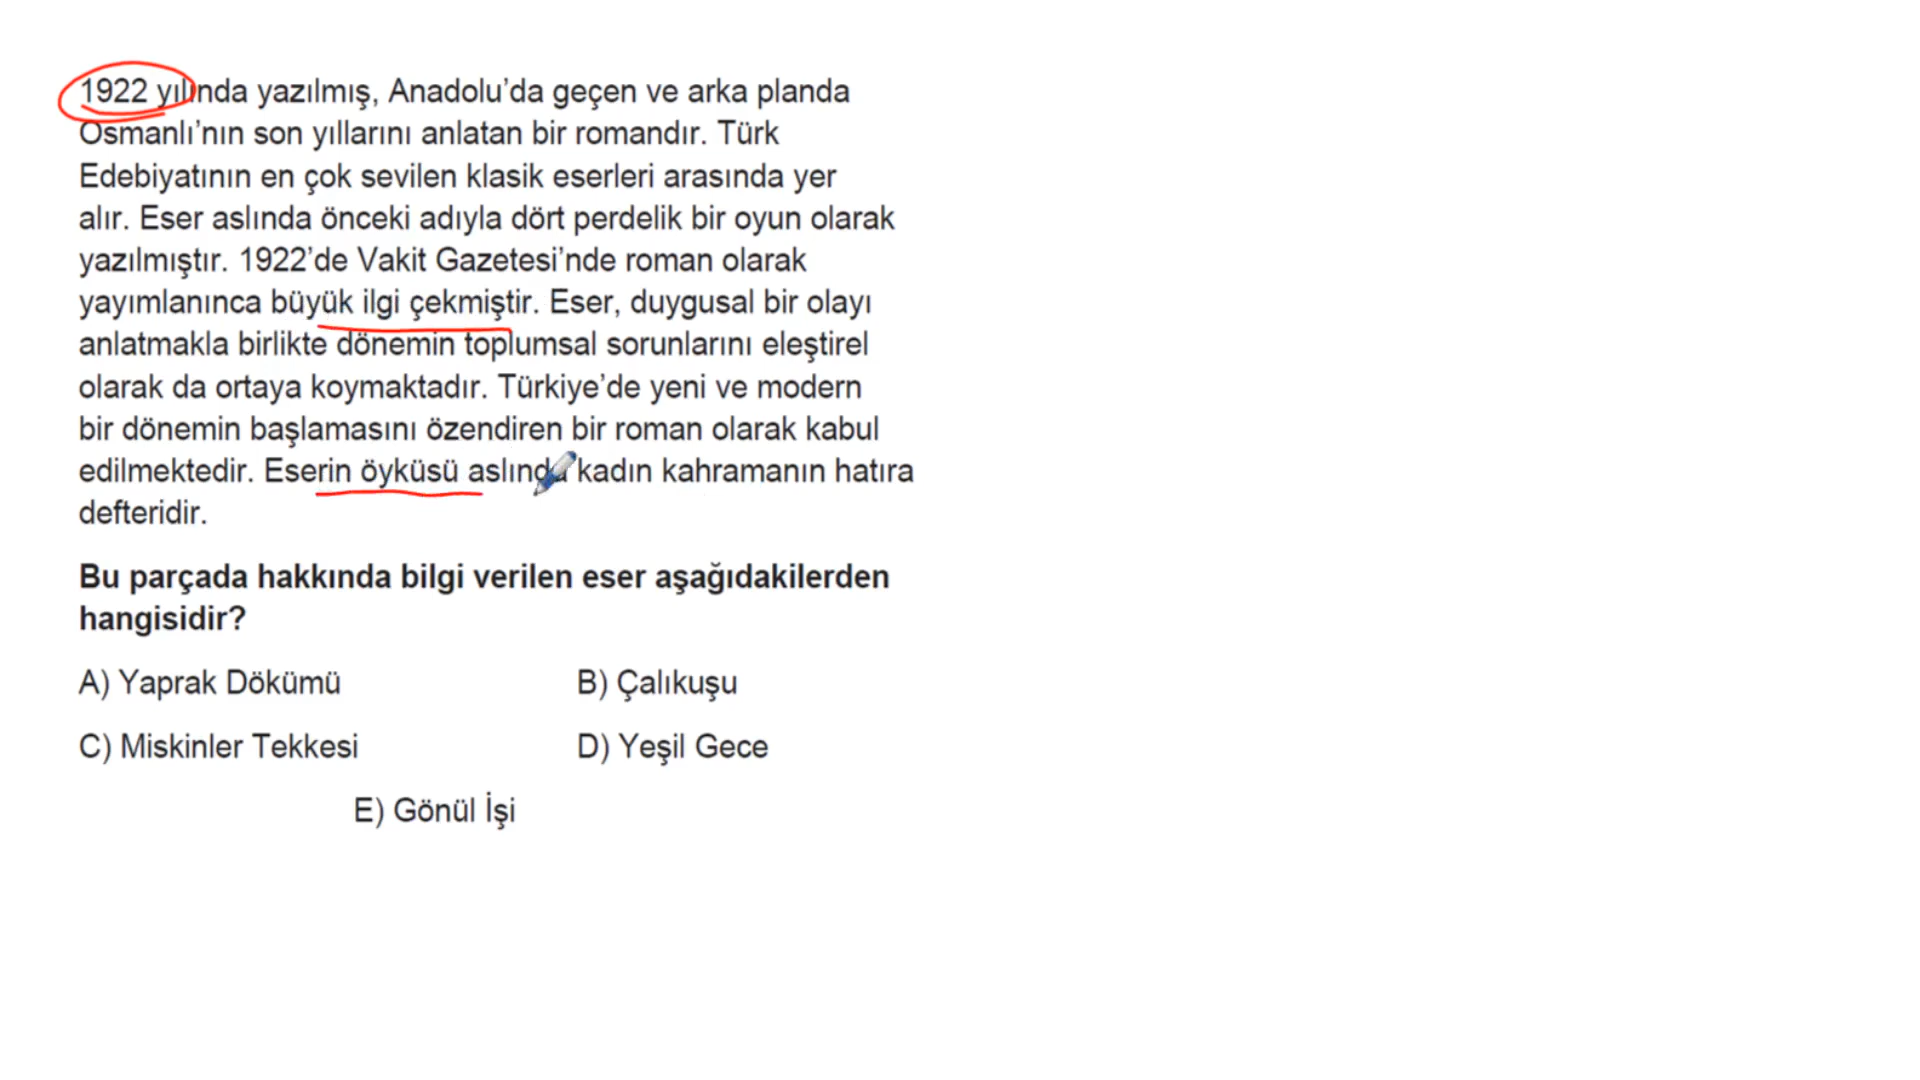 1922 yılında yazılmış, Anadolu’da geçen ve arka planda
Osmanlı’nın son yıllarını anlatan bir romandır. Türk
Edebiyatının en çok sevilen klasik eserleri arasında yer
alır. Eser aslında önceki adıyla dört perdelik bir oyun olarak
yazılmıştır. 1922’de Vakit Gazetesi’nde roman olarak
yayımlanınca büyük ilgi çekmiştir. Eser, duygusal bir olayı
anlatmakla birlikte dönemin toplumsal sorunlarını eleştirel
olarak da ortaya koymaktadır. Türkiye’de yeni ve modern
bir dönemin başlamasını özendiren bir roman olarak kabul
edilmektedir. Eserin öyküsü aslında kadın kahramanın hatıra
defteridir.
Bu parçada hakkında bilgi verilen eser aşağıdakilerden
hangisidir?
A) Yaprak Dökümü B) Çalıkuşu
C) Miskinler Tekkesi D) Yeşil Gece
E) Gönül İşi